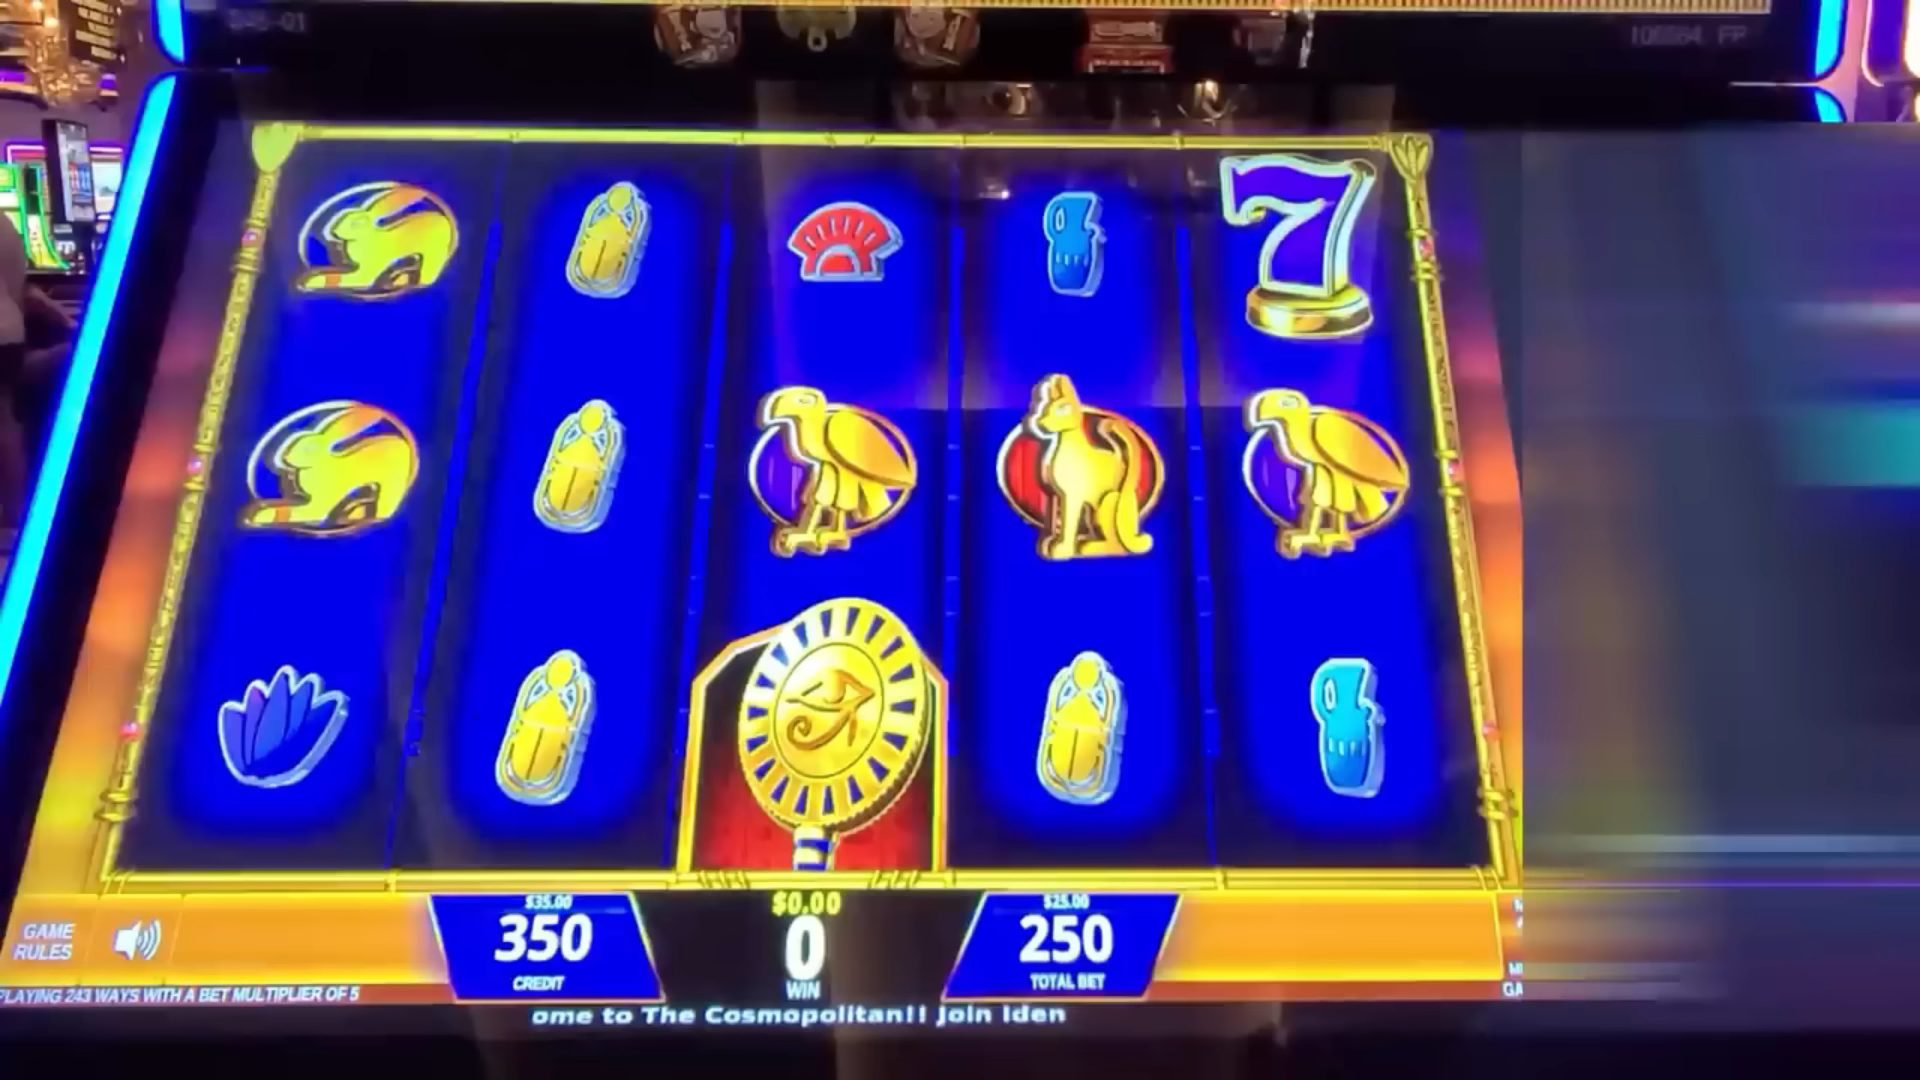 7
GAME
RULES
$35.00
350
CREDIT
$0.00
0
WIN
$25.00
250
TOTAL BET
PLAYING 243 WAYS WITH A BET MULTIPLIER OF 5
ome to The Cosmopolitan!! Join Iden